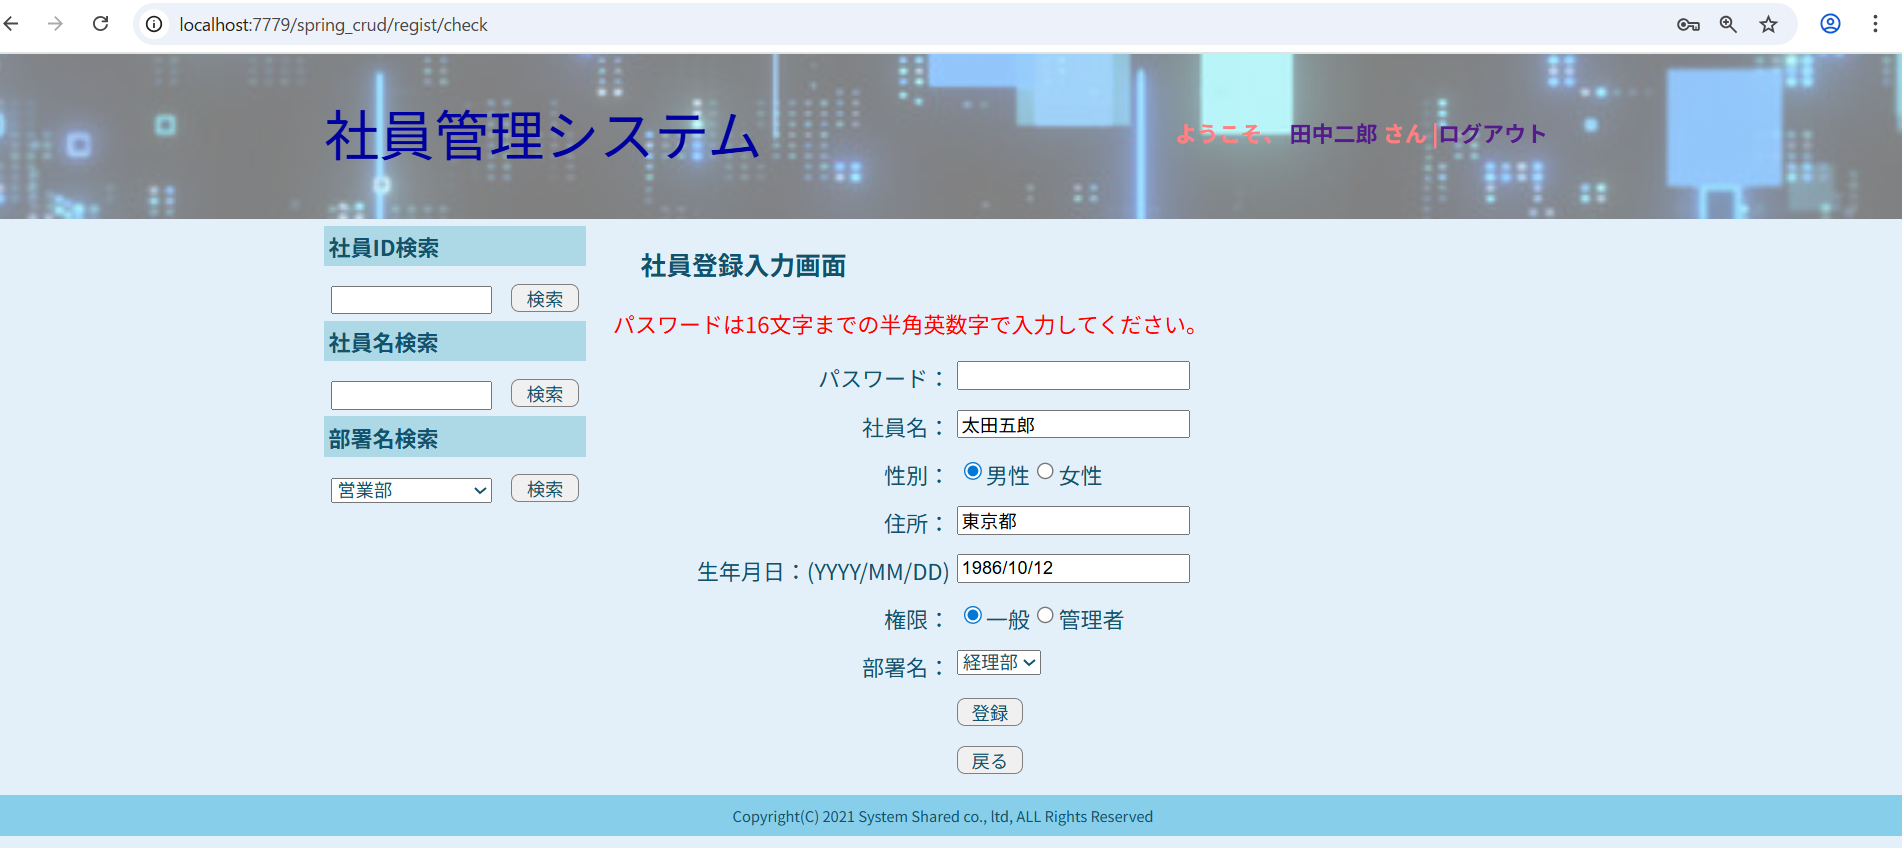 localhost:7779/spring_crud/regist/check
社員管理システム
ようこそ、 田中二郎 さん |ログアウト
社員ID検索
検索
社員名検索
検索
部署名検索
営業部 検索
社員登録入力画面
パスワードは16文字までの半角英数字で入力してください。
パスワード：
社員名： 太田五郎
性別： 男性 女性
住所： 東京都
生年月日：(YYYY/MM/DD) 1986/10/12
権限： 一般 管理者
部署名： 経理部
登録
戻る
Copyright(C) 2021 System Shared co., ltd, ALL Rights Reserved